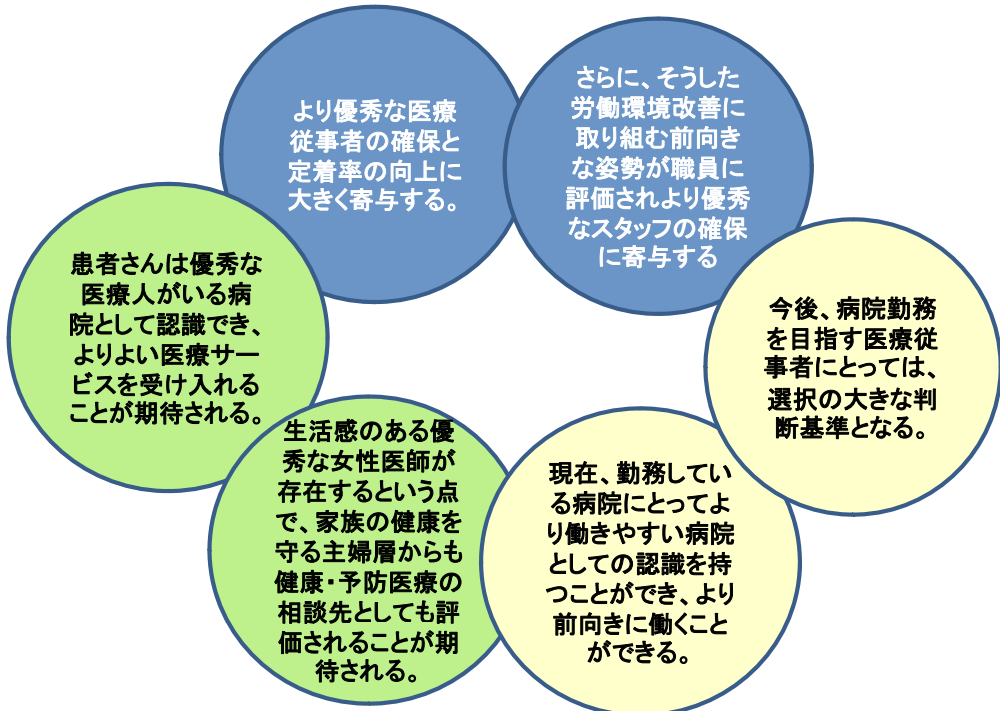 より優秀な医療
従事者の確保と
定着率の向上に
大きく寄与する。
さらに、そうした
労働環境改善に
取り組む前向き
な姿勢が職員に
評価されより優秀
なスタッフの確保
に寄与する
今後、病院勤務
を目指す医療従
事者にとっては、
選択の大きな判
断基準となる。
現在、勤務してい
る病院にとってよ
り働きやすい病院
としての認識を持
つことができ、より
前向きに働くこと
ができる。
生活感のある優
秀な女性医師が
存在するという点
で、家族の健康を
守る主婦層からも
健康・予防医療の
相談先としても評
価されることが期
待される。
患者さんは優秀な
医療人がいる病
院として認識でき、
よりよい医療サー
ビスを受け入れる
ことが期待される。